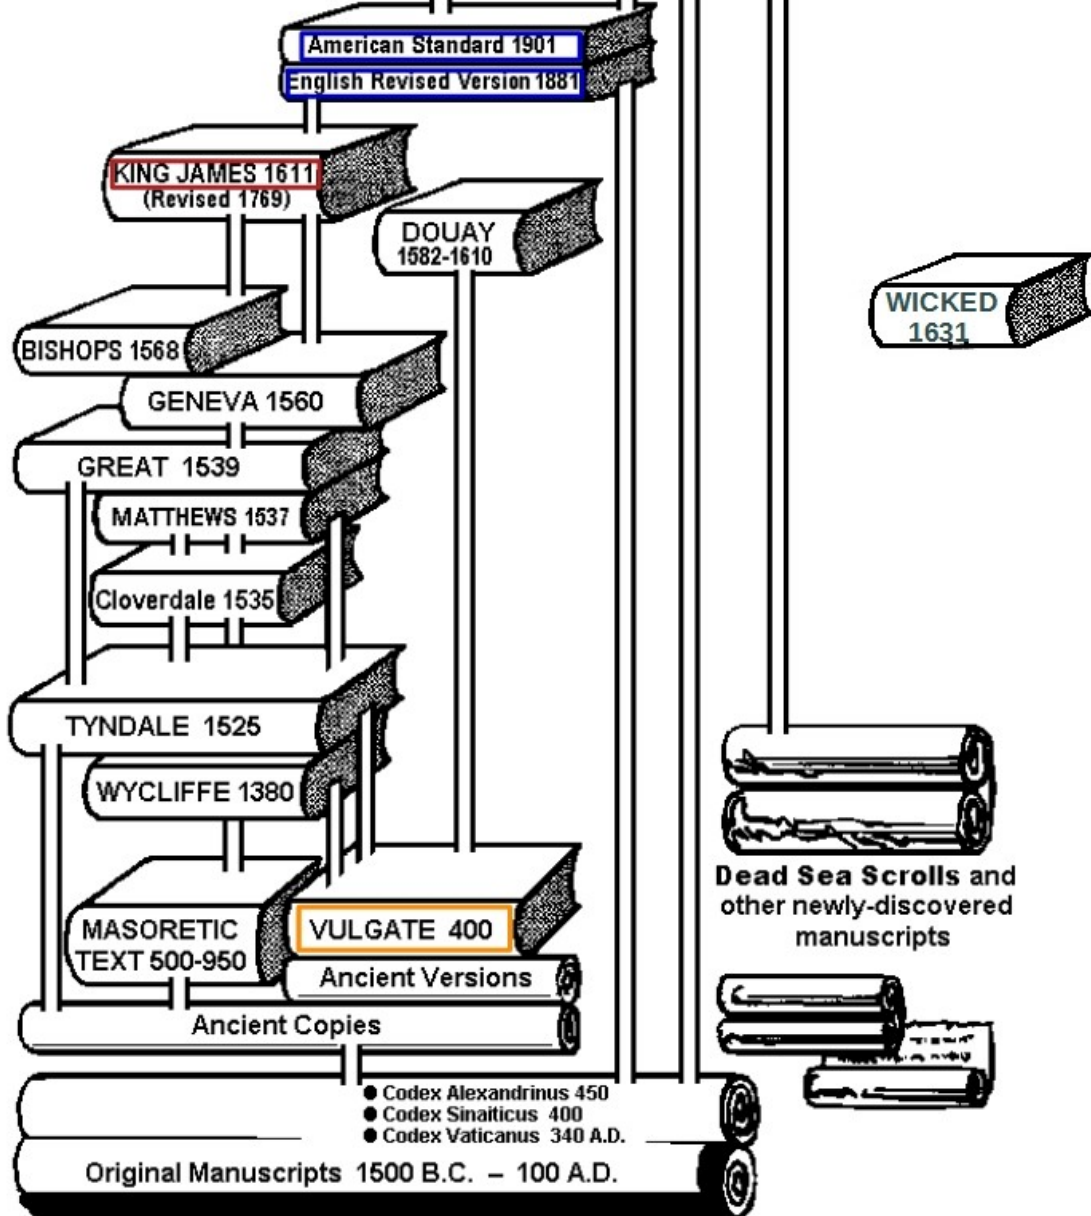 American Standard 1901
English Revised Version 1881
KING JAMES 1611
(Revised 1769)
DOUAY
1582-1610
WICKED
1631
BISHOPS 1568
GENEVA 1560
GREAT 1539
MATTHEWS 1537
Cloverdale 1535
TYNDALE 1525
WYCLIFFE 1380
MASORETIC
TEXT 500-950
VULGATE 400
Ancient Versions
Ancient Copies
Dead Sea Scrolls and
other newly-discovered
manuscripts
● Codex Alexandrinus 450
● Codex Sinaiticus 400
● Codex Vaticanus 340 A.D.
Original Manuscripts 1500 B.C. – 100 A.D.